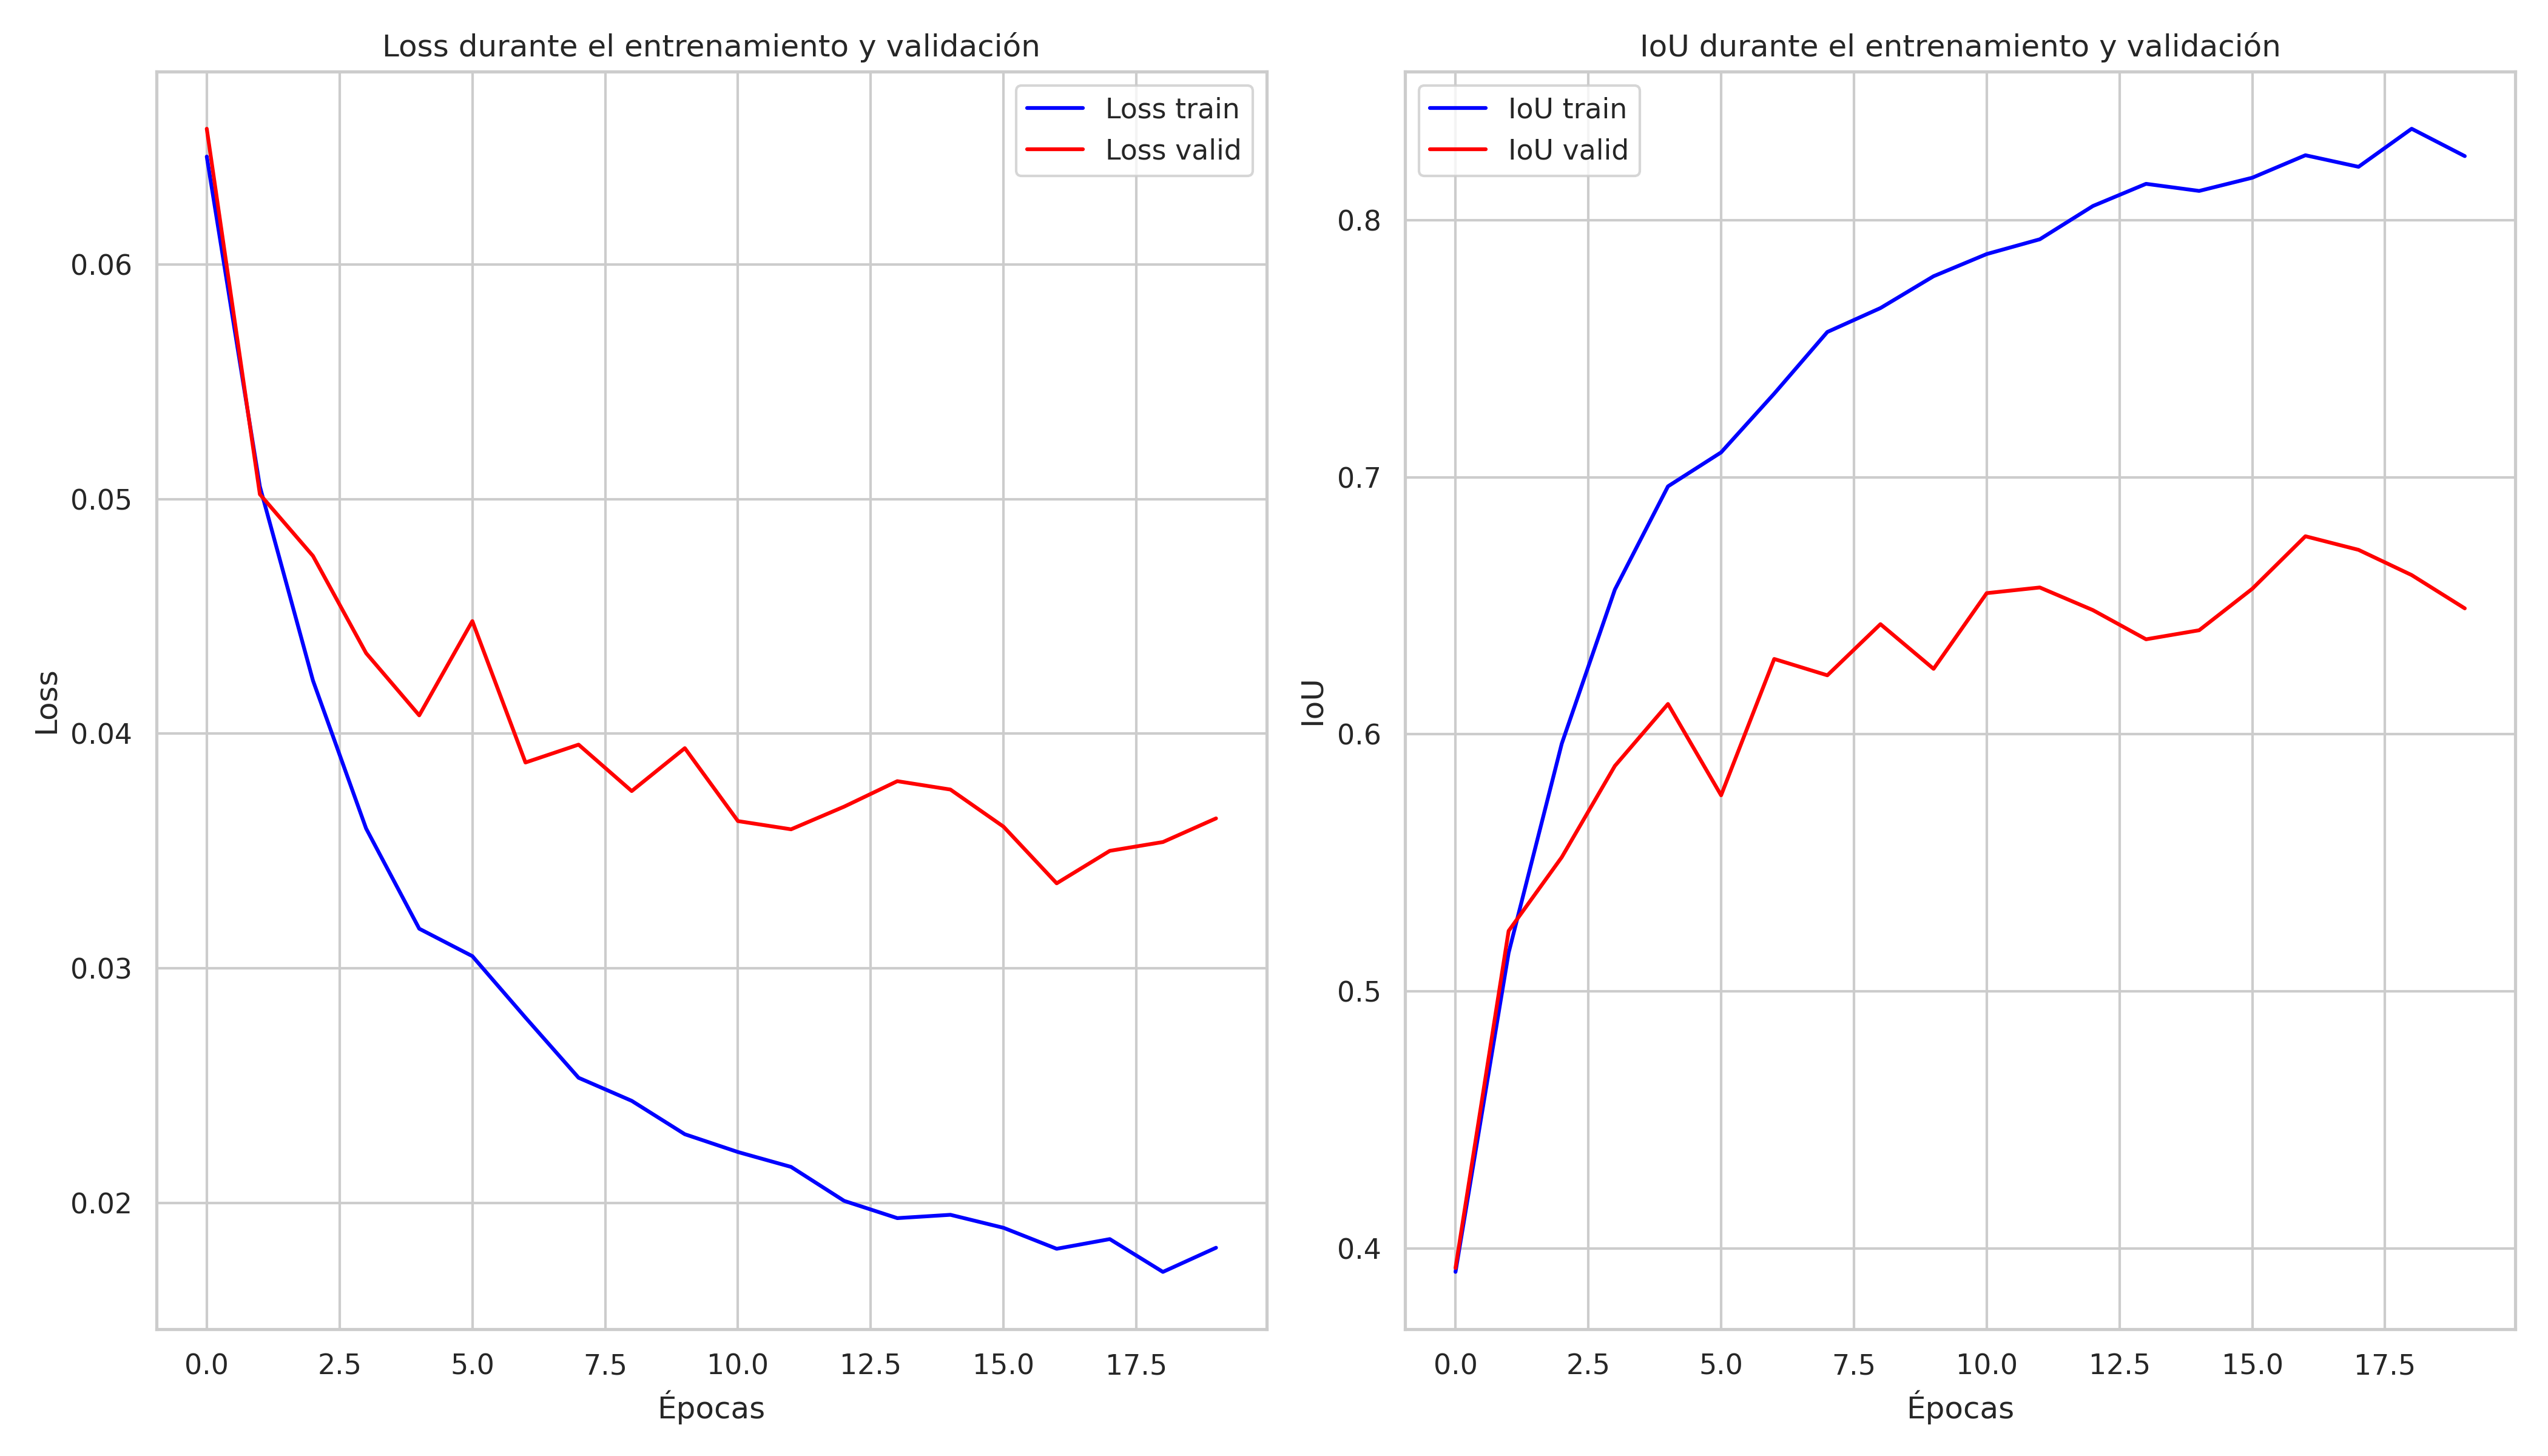 Loss durante el entrenamiento y validación
Loss train
Loss valid
0.06
0.05
0.04
0.03
0.02
Loss
0.0 2.5 5.0 7.5 10.0 12.5 15.0 17.5
Épocas
IoU durante el entrenamiento y validación
IoU train
IoU valid
0.8
0.7
0.6
0.5
0.4
IoU
0.0 2.5 5.0 7.5 10.0 12.5 15.0 17.5
Épocas